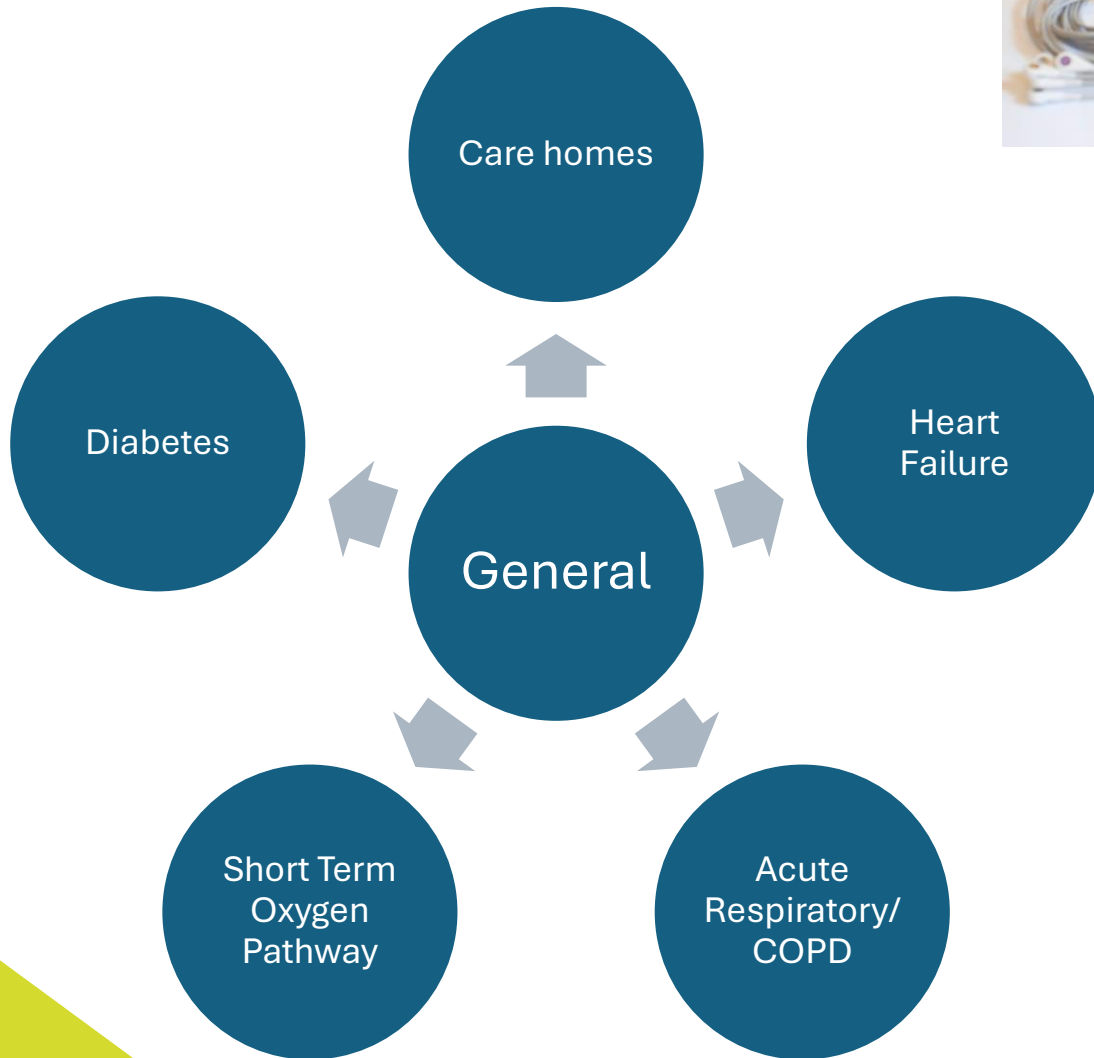 Care homes
Diabetes
Heart
Failure
General
Short Term
Oxygen
Pathway
Acute
Respiratory/
COPD